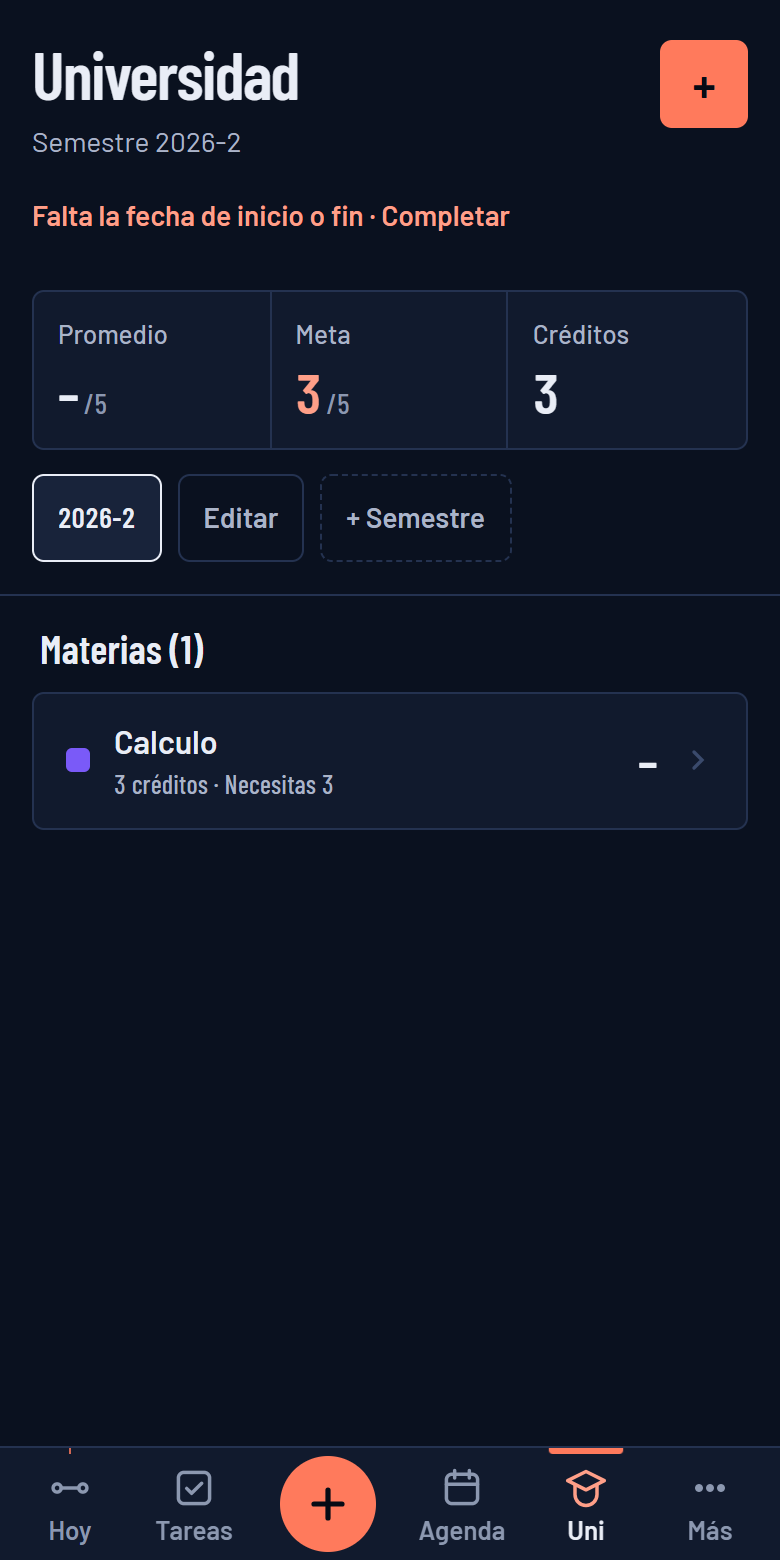 Universidad
+
Semestre 2026-2
Falta la fecha de inicio o fin · Completar
Promedio Meta Créditos
–/5 3/5 3
2026-2 Editar + Semestre
Materias (1)
Calculo
3 créditos · Necesitas 3
–
Hoy Tareas + Agenda Uni Más